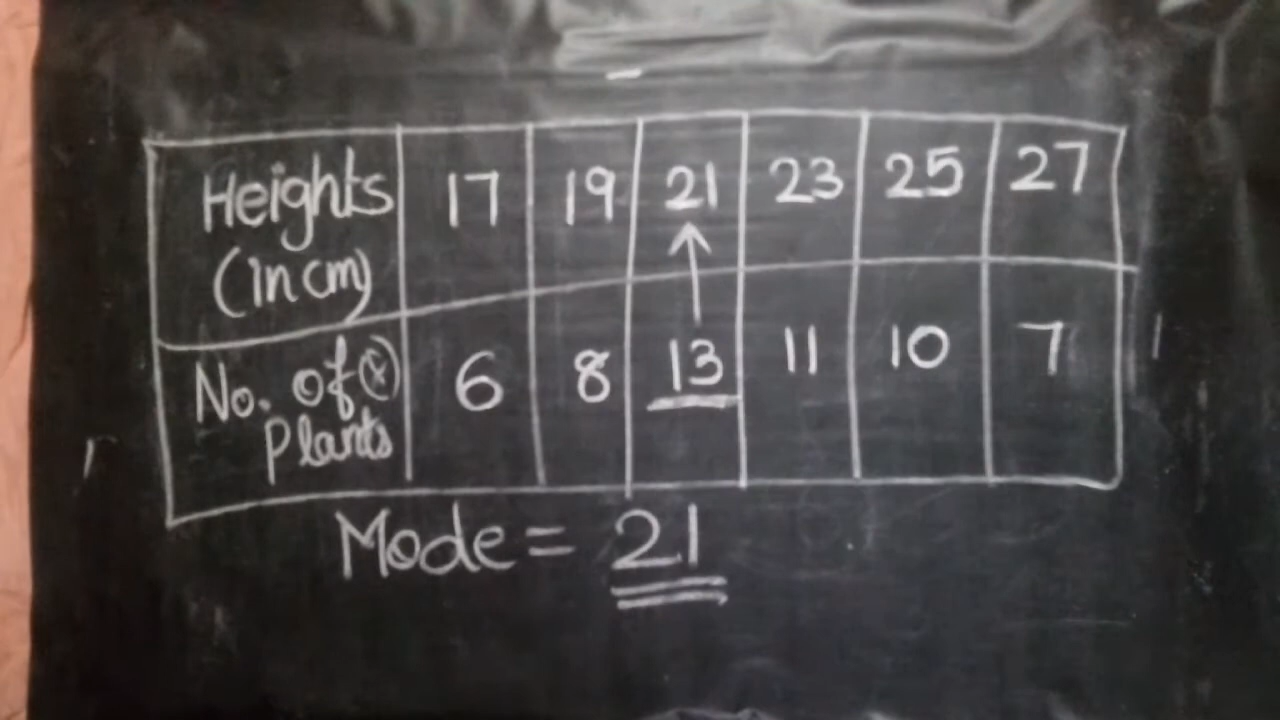 Heights (in cm) 17 19 21 23 25 27
No. of (x) Plants 6 8 13 11 10 7
Mode = 21